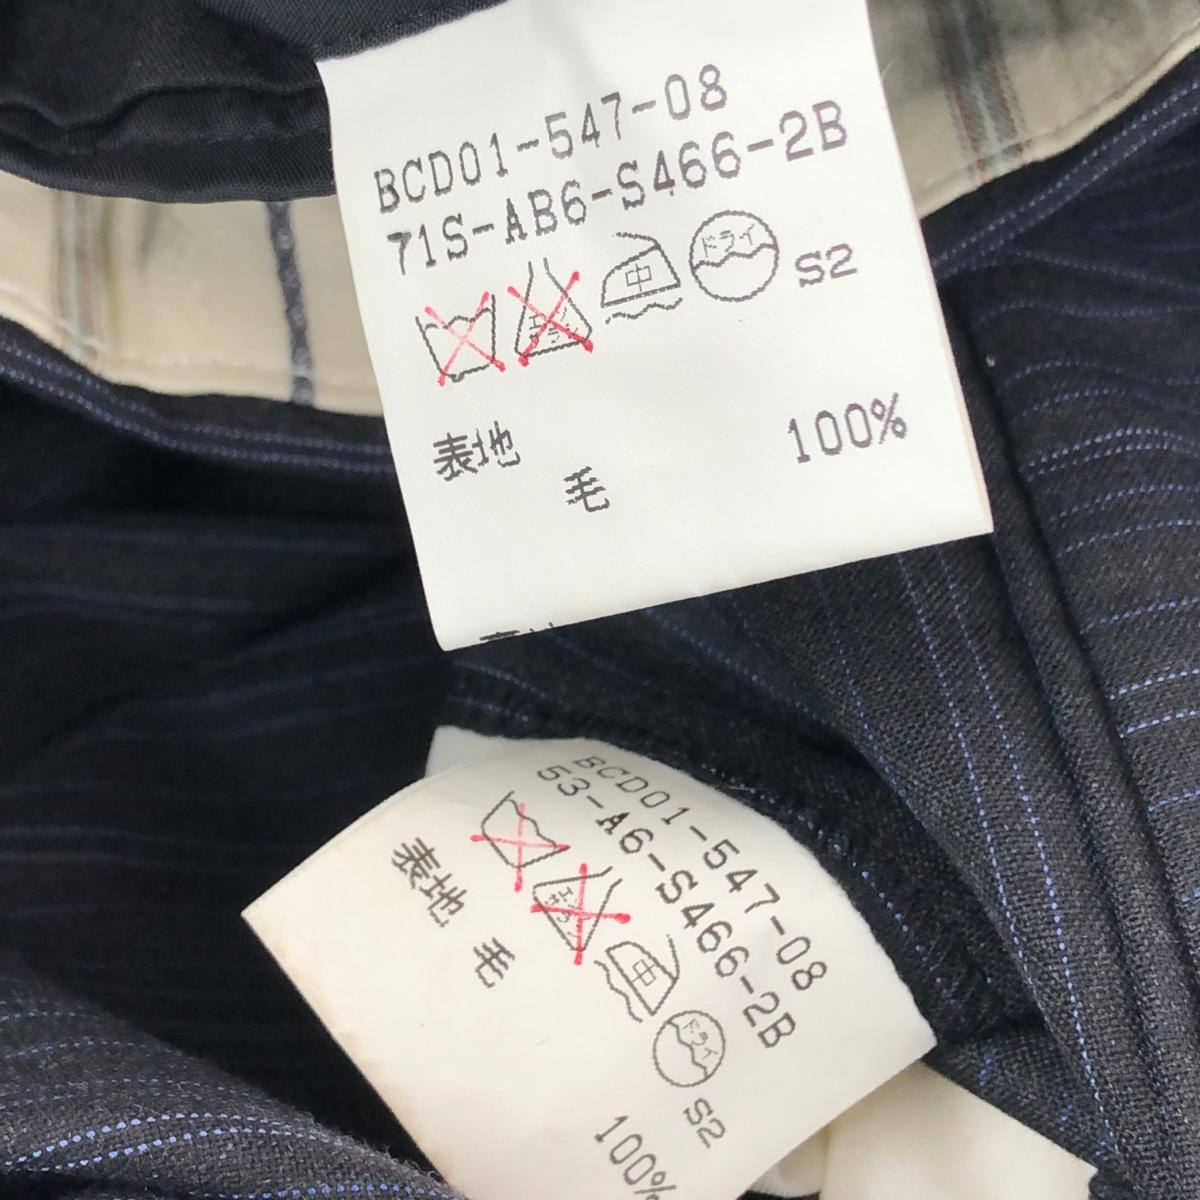 BCD01-547-08
71S-AB6-S466-2B
中 ドライ S2
表地 100%
毛
BCD01-547-08
53-A6-S466-2B
中 ドライ S2
表地 毛 100%